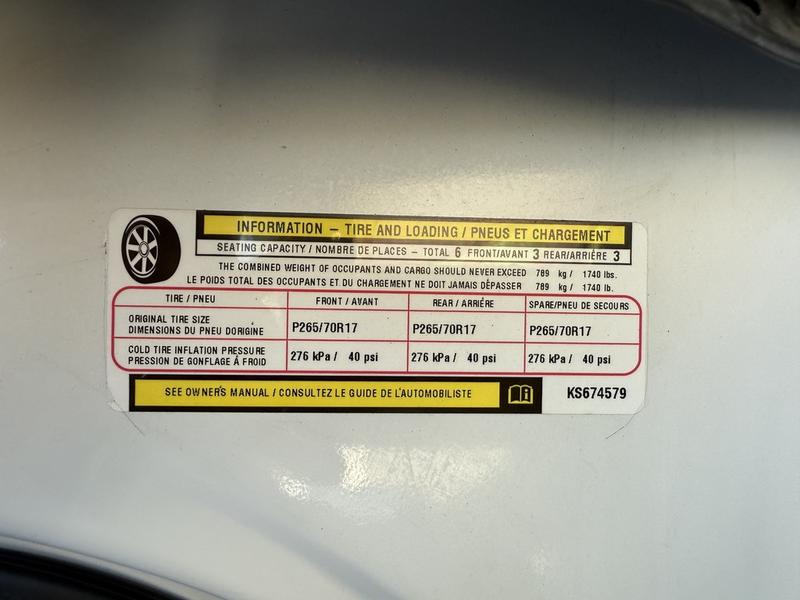 INFORMATION – TIRE AND LOADING / PNEUS ET CHARGEMENT
SEATING CAPACITY / NOMBRE DE PLACES – TOTAL 6 FRONT/AVANT 3 REAR/ARRIÉRE 3
THE COMBINED WEIGHT OF OCCUPANTS AND CARGO SHOULD NEVER EXCEED 789 kg / 1740 lbs.
LE POIDS TOTAL DES OCCUPANTS ET DU CHARGEMENT NE DOIT JAMAIS DÉPASSER 789 kg / 1740 lb.
TIRE / PNEU FRONT / AVANT REAR / ARRIÉRE SPARE/PNEU DE SECOURS
ORIGINAL TIRE SIZE
DIMENSIONS DU PNEU DORIGINE P265/70R17 P265/70R17 P265/70R17
COLD TIRE INFLATION PRESSURE
PRESSION DE GONFLAGE Á FROID 276 kPa / 40 psi 276 kPa / 40 psi 276 kPa / 40 psi
SEE OWNER'S MANUAL / CONSULTEZ LE GUIDE DE L'AUTOMOBILISTE KS674579